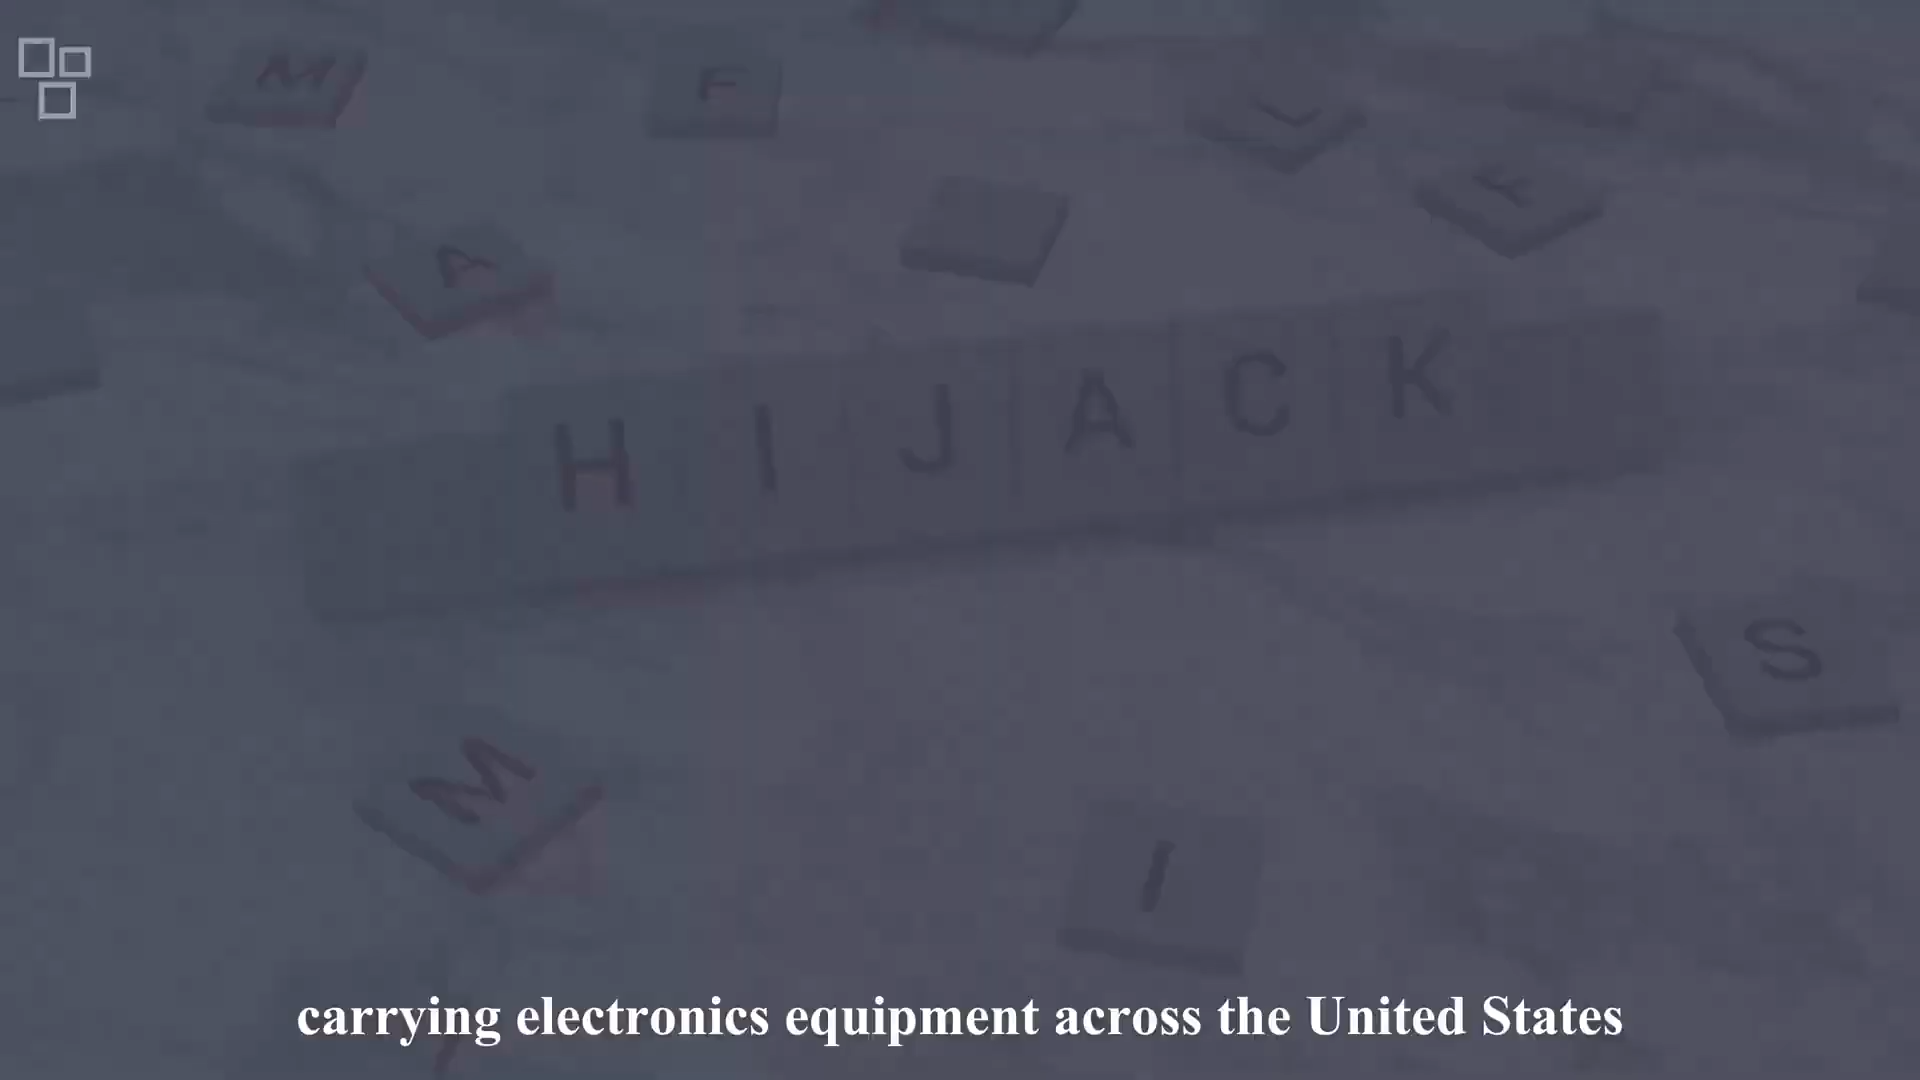 M
F
L
Y
A
HIJACK
S
M
I
carrying electronics equipment across the United States